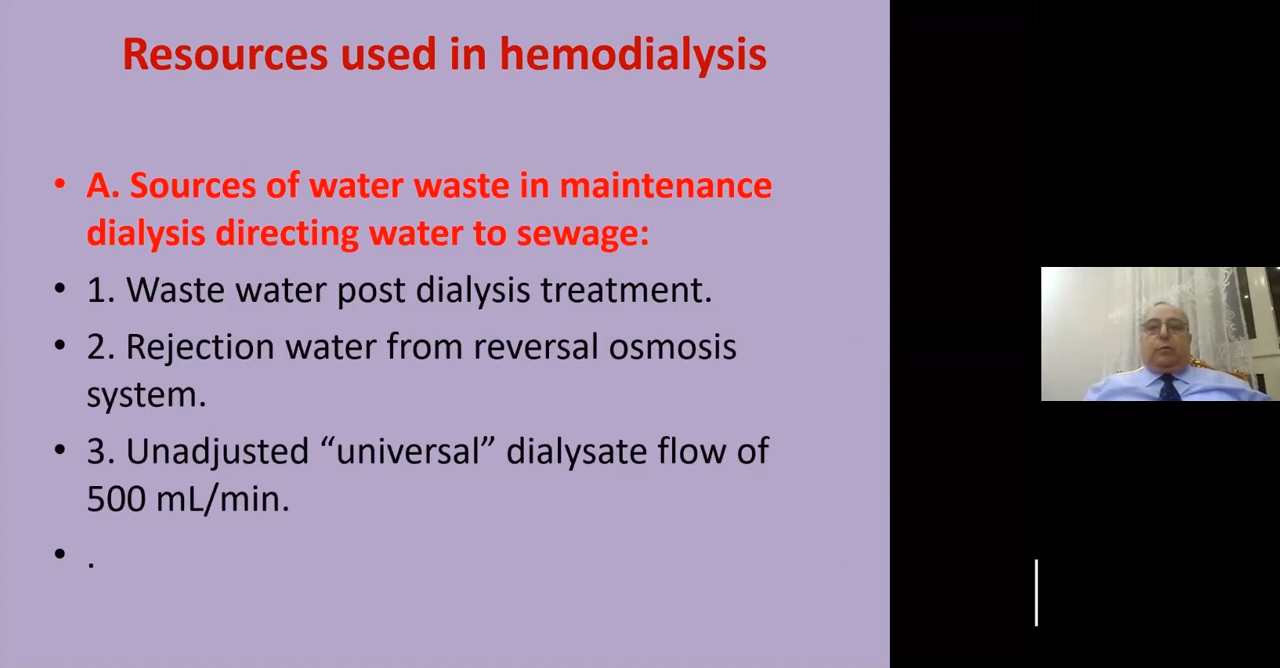 Resources used in hemodialysis
• A. Sources of water waste in maintenance
dialysis directing water to sewage:
• 1. Waste water post dialysis treatment.
• 2. Rejection water from reversal osmosis
system.
• 3. Unadjusted “universal” dialysate flow of
500 mL/min.
• .